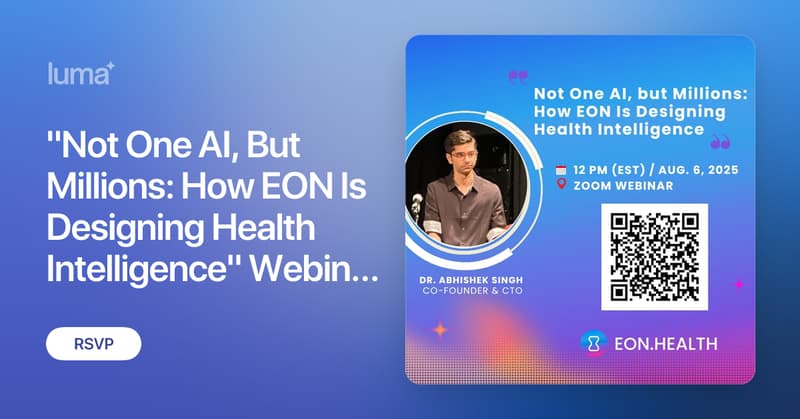 luma
"Not One AI, But
Millions: How EON Is
Designing Health
Intelligence" Webin...
RSVP
Not One AI, but Millions:
How EON Is Designing
Health Intelligence
12 PM (EST) / AUG. 6, 2025
ZOOM WEBINAR
DR. ABHISHEK SINGH
CO-FOUNDER & CTO
EON.HEALTH